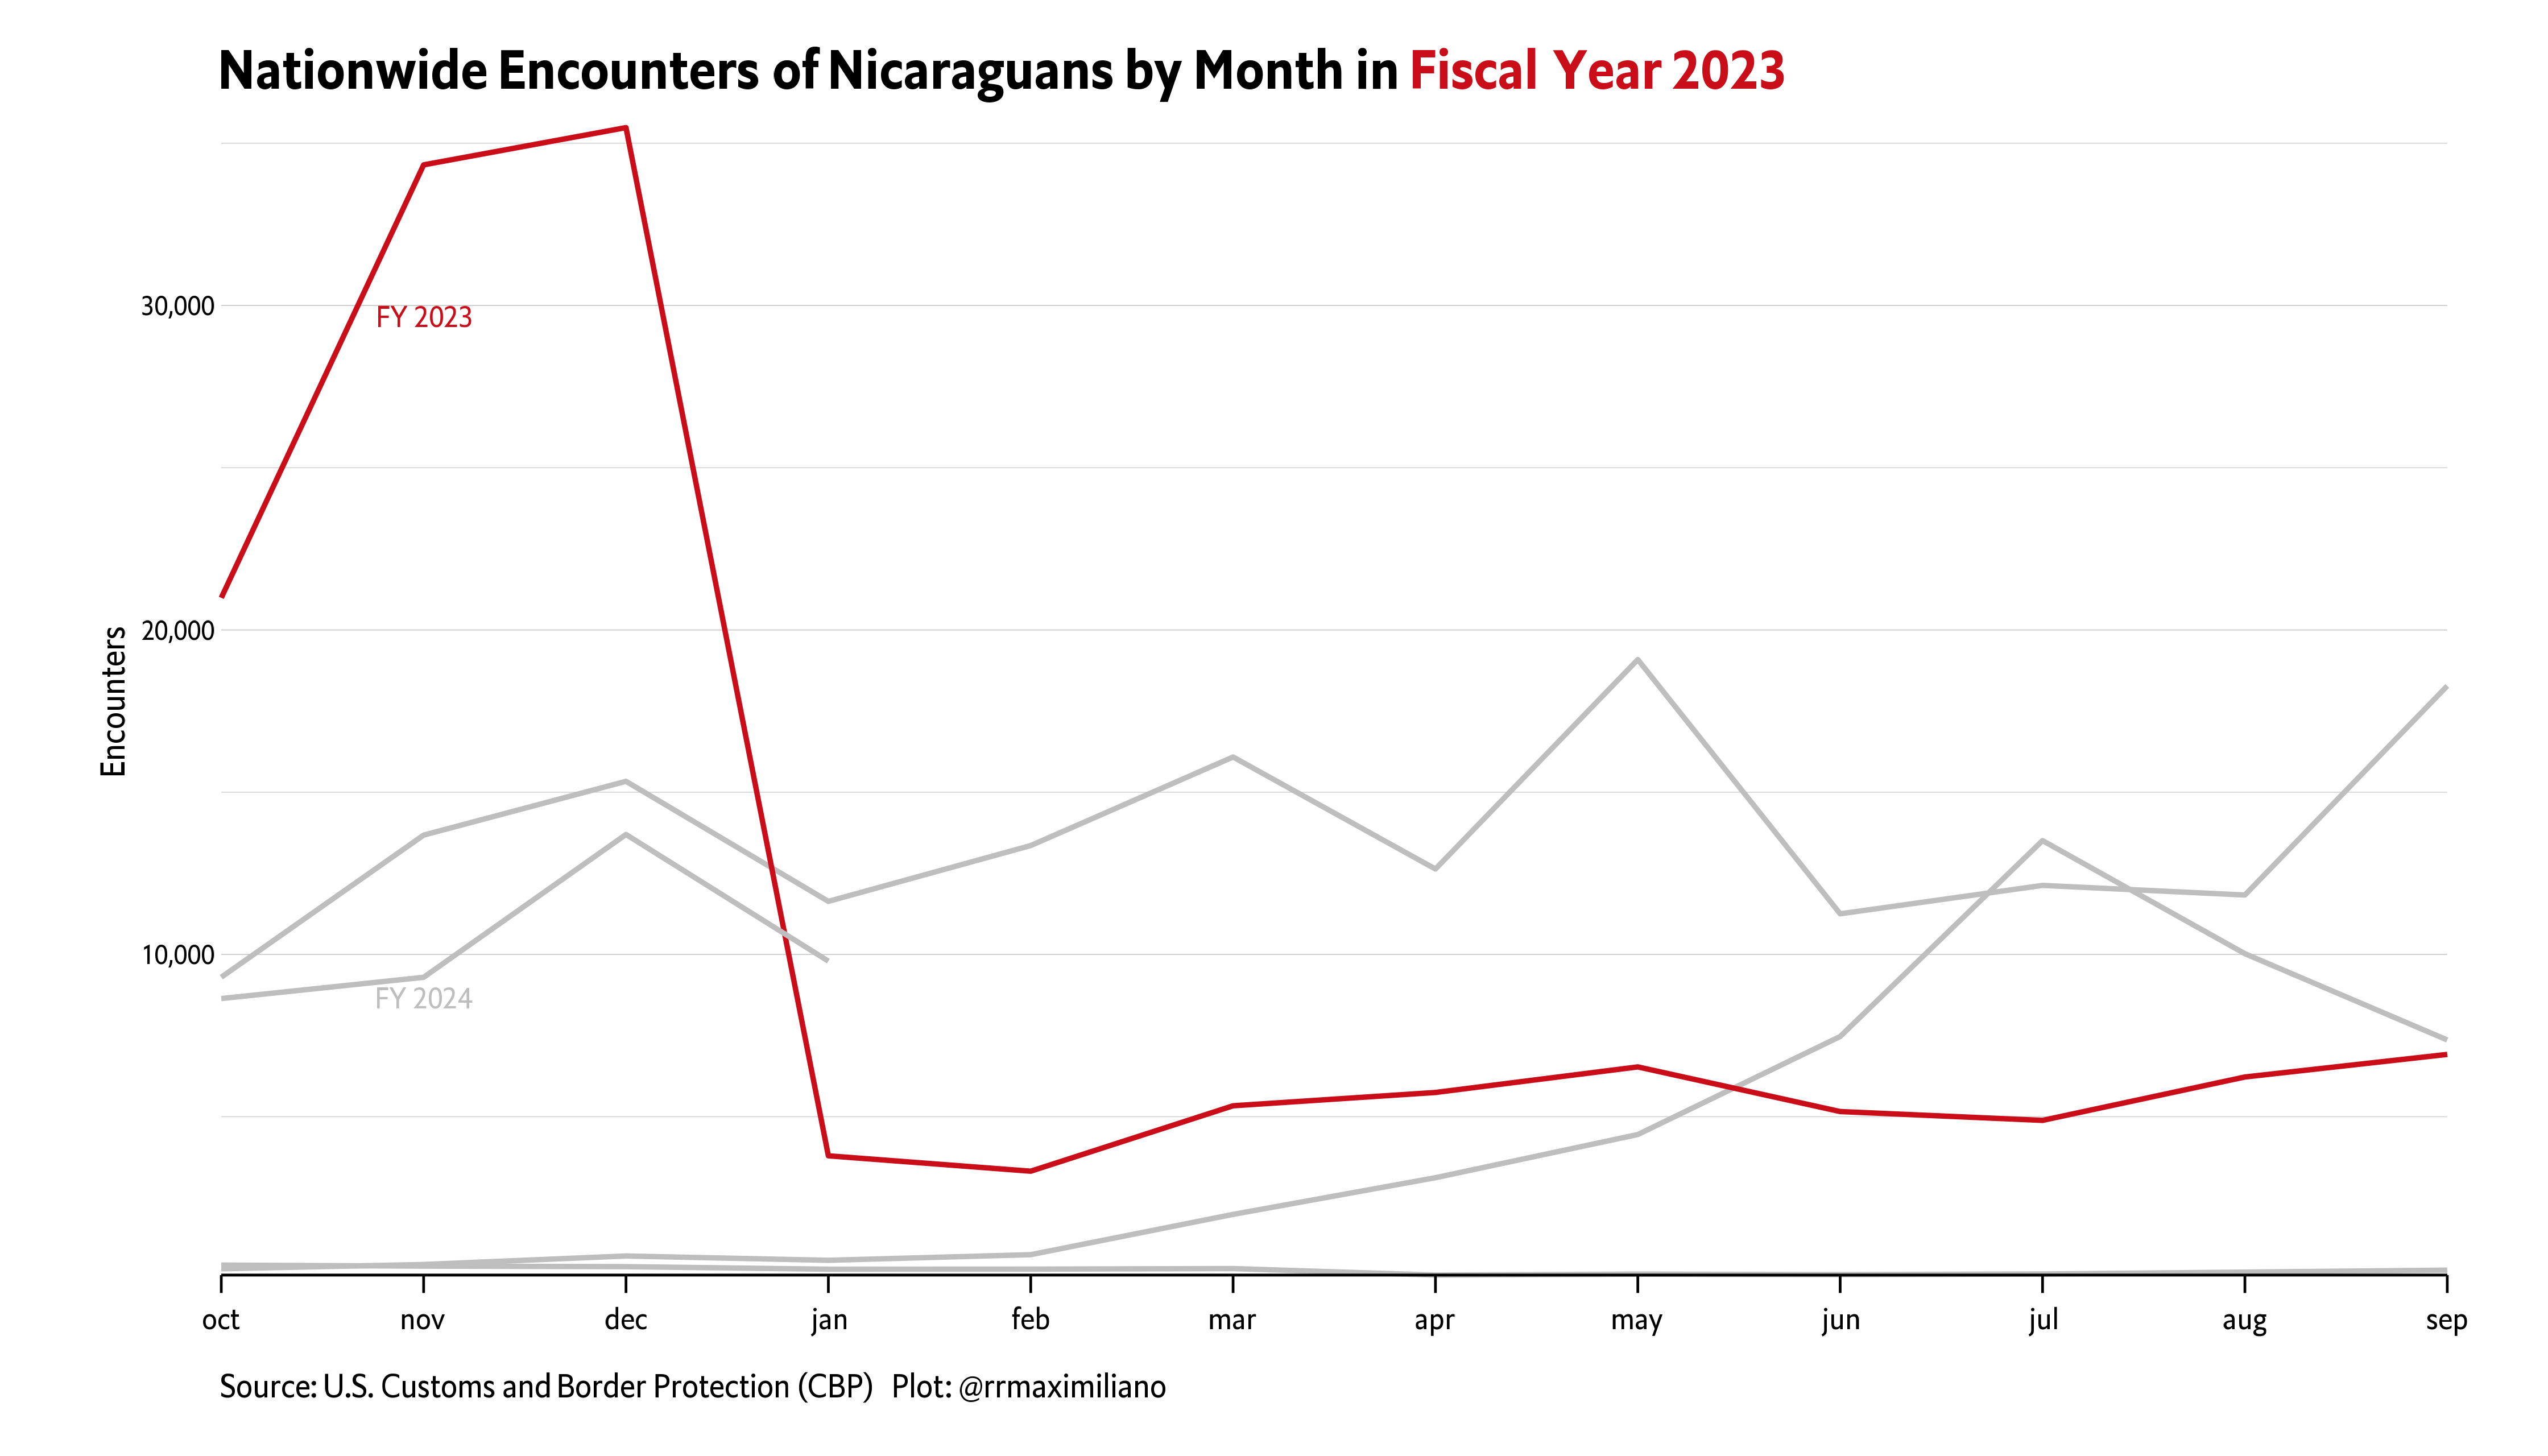 Nationwide Encounters of Nicaraguans by Month in Fiscal Year 2023
30,000
FY 2023
20,000
Encounters
10,000
FY 2024
oct nov dec jan feb mar apr may jun jul aug sep
Source: U.S. Customs and Border Protection (CBP) Plot: @rrmaximiliano